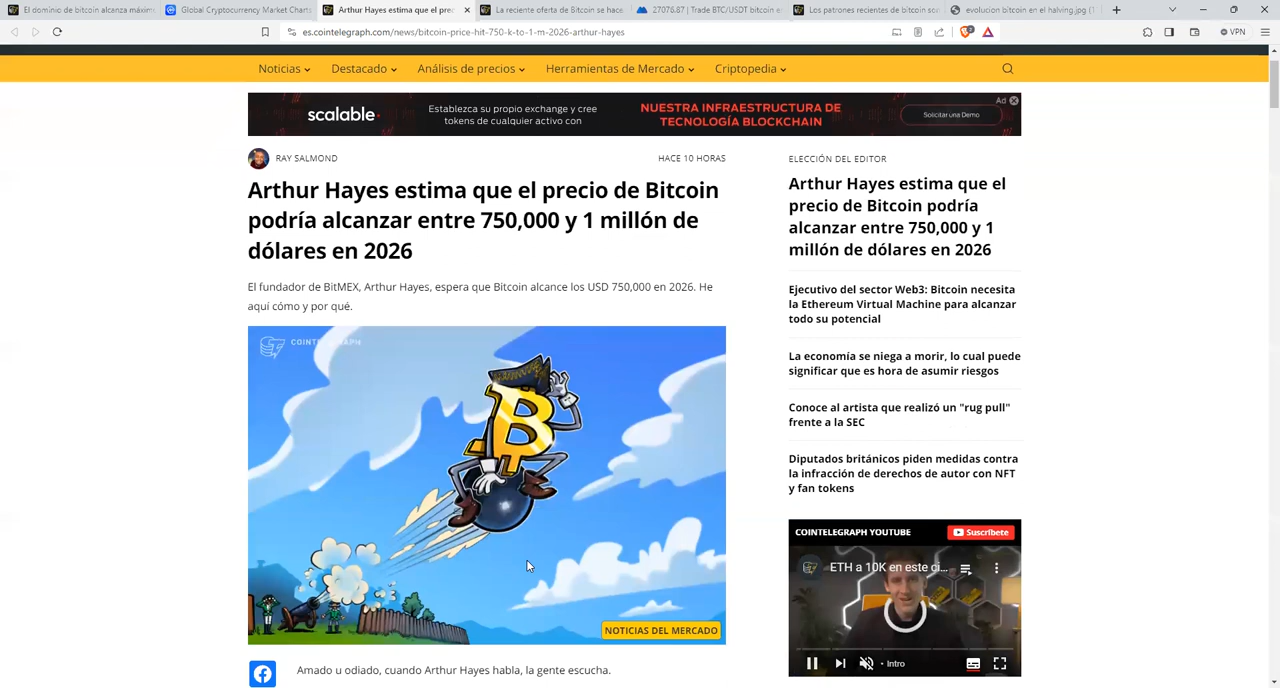 El dominio de bitcoin alcanza máxim
Global Cryptocurrency Market Charts
Arthur Hayes estima que el prec
La reciente oferta de Bitcoin se hace
27076.87 | Trade BTC/USDT bitcoin e
Los patrones recientes de bitcoin so
evolucion bitcoin en el halving.jpg (1
es.cointelegraph.com/news/bitcoin-price-hit-750-k-to-1-m-2026-arthur-hayes
VPN
Noticias
Destacado
Análisis de precios
Herramientas de Mercado
Criptopedia
scalable
Establezca su propio exchange y cree
tokens de cualquier activo con
NUESTRA INFRAESTRUCTURA DE
TECNOLOGÍA BLOCKCHAIN
Ad
Solicitar una Demo
RAY SALMOND
HACE 10 HORAS
Arthur Hayes estima que el precio de Bitcoin
podría alcanzar entre 750,000 y 1 millón de
dólares en 2026
El fundador de BitMEX, Arthur Hayes, espera que Bitcoin alcance los USD 750,000 en 2026. He
aquí cómo y por qué.
COINTELEGRAPH
NOTICIAS DEL MERCADO
Amado u odiado, cuando Arthur Hayes habla, la gente escucha.
ELECCIÓN DEL EDITOR
Arthur Hayes estima que el
precio de Bitcoin podría
alcanzar entre 750,000 y 1
millón de dólares en 2026
Ejecutivo del sector Web3: Bitcoin necesita
la Ethereum Virtual Machine para alcanzar
todo su potencial
La economía se niega a morir, lo cual puede
significar que es hora de asumir riesgos
Conoce al artista que realizó un "rug pull"
frente a la SEC
Diputados británicos piden medidas contra
la infracción de derechos de autor con NFT
y fan tokens
COINTELEGRAPH YOUTUBE
Suscríbete
ETH a 10K en este ci...
• Intro